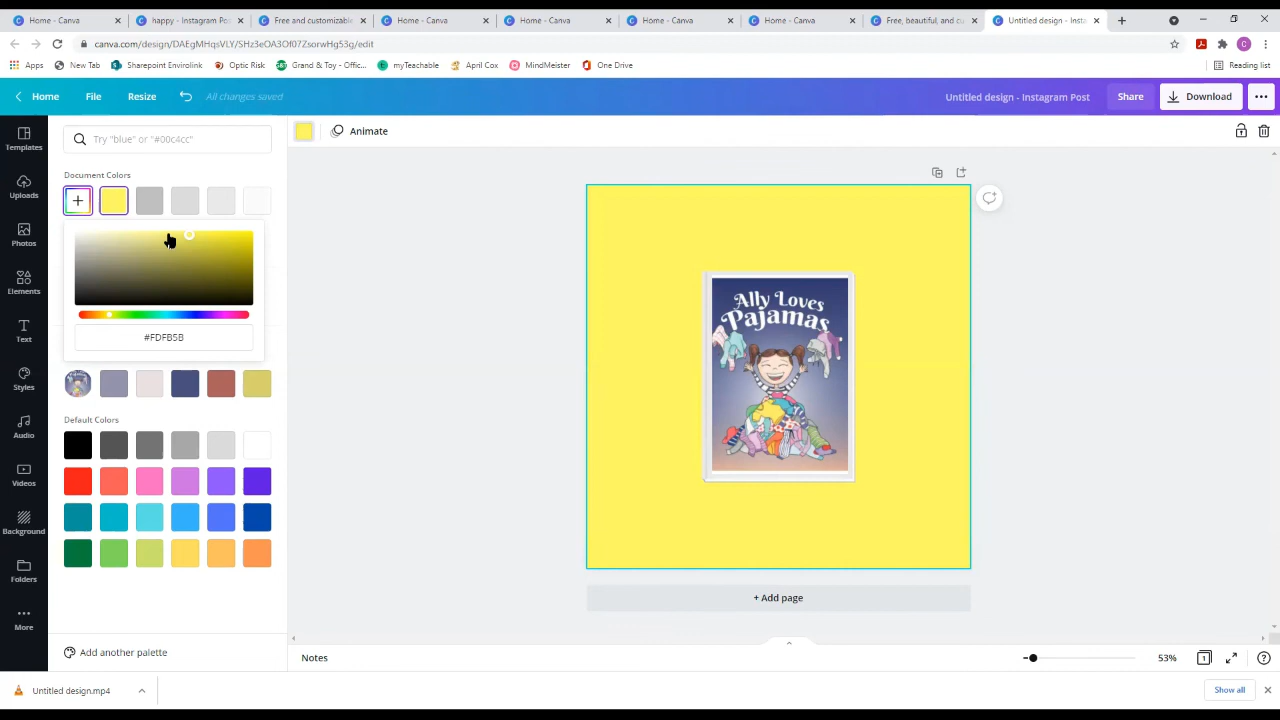 Home - Canva
happy - Instagram Pos
Free and customizable
Home - Canva
Home - Canva
Home - Canva
Home - Canva
Free, beautiful, and cu
Untitled design - Insta
canva.com/design/DAEgMHqsVLY/SHz3eOA3Of07ZsorwHg53g/edit
Apps
New Tab
Sharepoint Envirolink
Optic Risk
Grand & Toy - Offic...
myTeachable
April Cox
MindMeister
One Drive
Reading list
Home
File
Resize
All changes saved
Untitled design - Instagram Post
Share
Download
Templates
Uploads
Photos
Elements
Text
Styles
Audio
Videos
Background
Folders
More
Try "blue" or "#00c4cc"
Animate
Document Colors
#FDFB5B
Default Colors
Add another palette
Ally Loves
Pajamas
+ Add page
Notes
53%
1
Untitled design.mp4
Show all